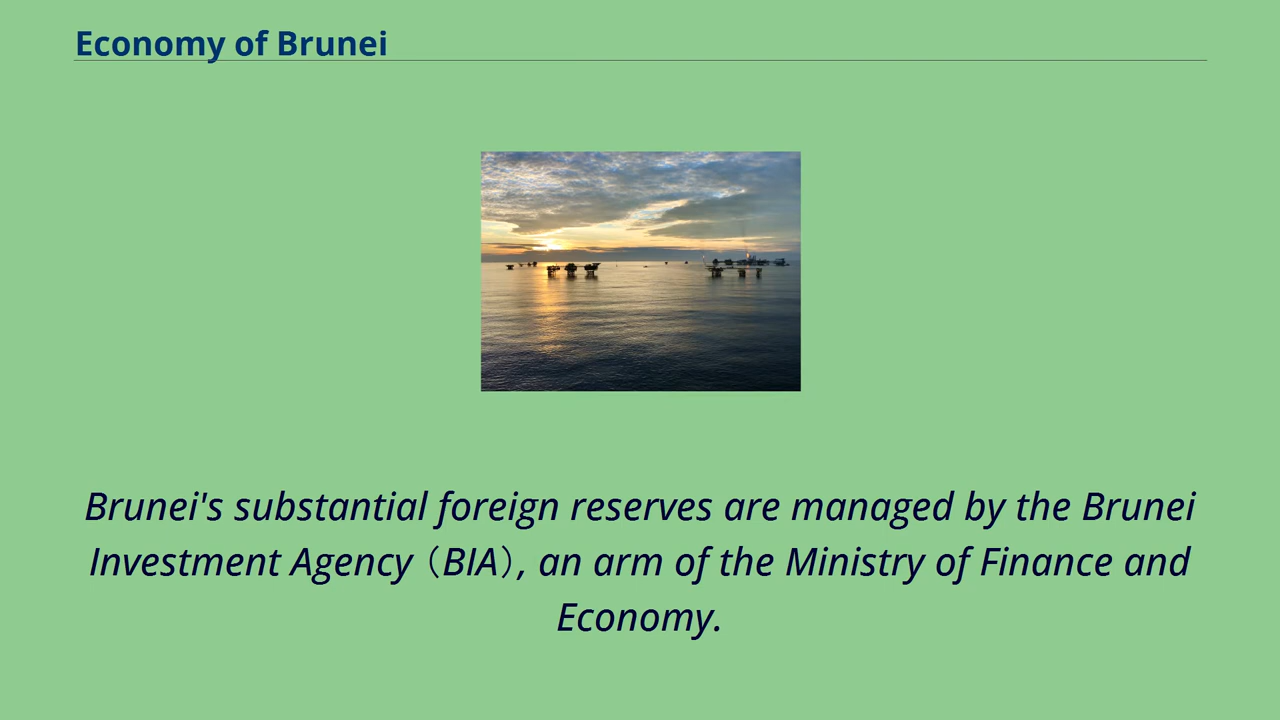 Economy of Brunei
Brunei's substantial foreign reserves are managed by the Brunei
Investment Agency（BIA）, an arm of the Ministry of Finance and
Economy.